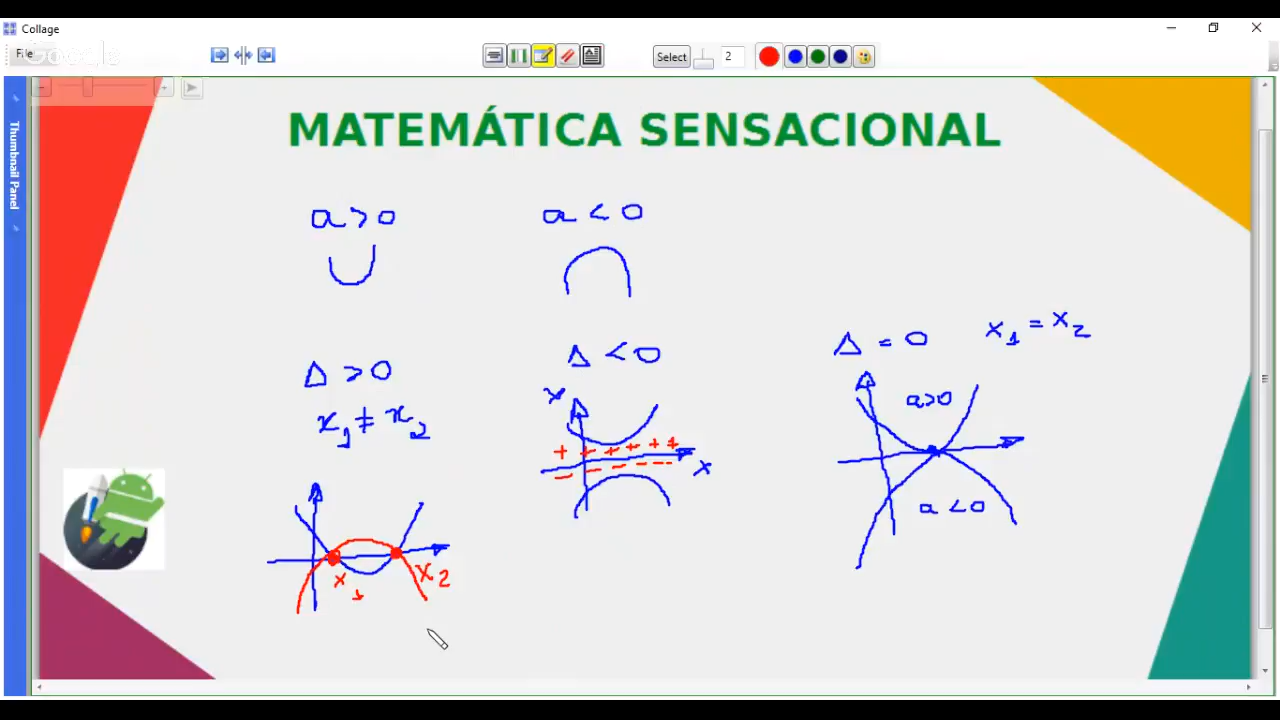 Collage
File
Google
Select
2
Thumbnail Panel
MATEMÁTICA SENSACIONAL
a > 0
a < 0
Δ > 0
x₁ ≠ x₂
x₁
x₂
Δ < 0
y
+ + + + + +
x
Δ = 0
x₁ = x₂
a > 0
a < 0